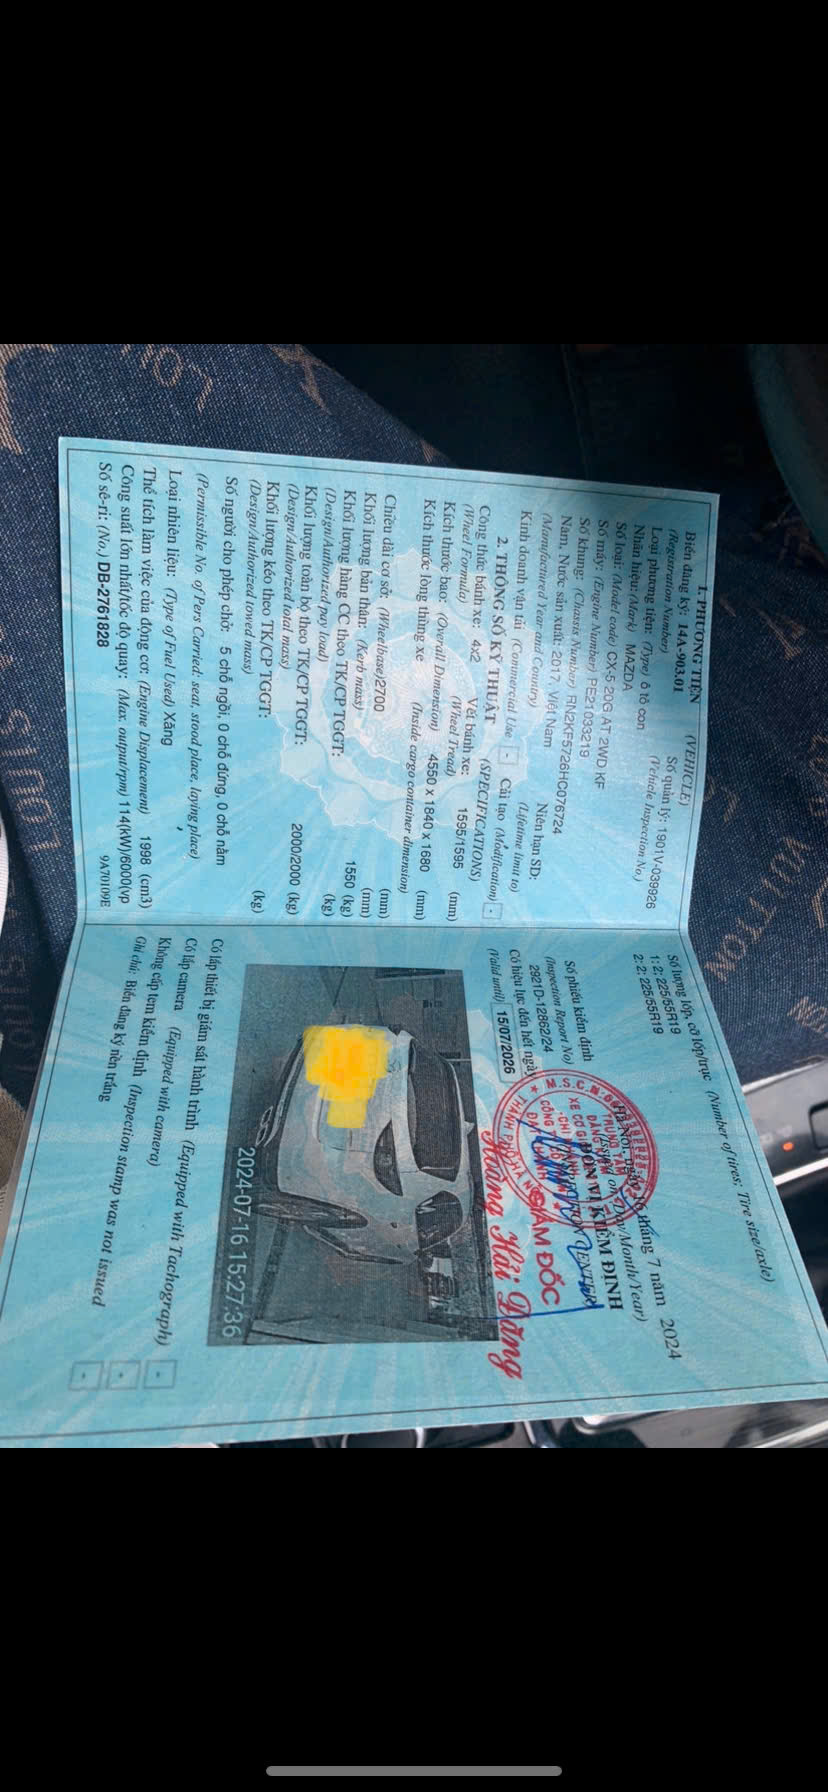 1. PHƯƠNG TIỆN (VEHICLE)
Biển đăng ký: 14A-903.01 Số quản lý: 1901V-039926
(Registration Number) (Vehicle Inspection No.)
Loại phương tiện: (Type) ô tô con
Nhãn hiệu: (Mark) MAZDA
Số loại: (Model code) CX-5 20G AT 2WD KF
Số máy: (Engine Number) PE21033219
Số khung: (Chassis Number) RN2KF5726HC076724
Năm, Nước sản xuất: 2017, Việt Nam Niên hạn SD:
(Manufactured Year and Country) (Lifetime limit to)
Kinh doanh vận tải: (Commercial Use) Cải tạo (Modification)
2. THÔNG SỐ KỸ THUẬT (SPECIFICATIONS)
Công thức bánh xe: 4x2 Vết bánh xe: 1595/1595 (mm)
(Wheel Formula) (Wheel Tread)
Kích thước bao: (Overall Dimension) 4550 x 1840 x 1680 (mm)
Kích thước lòng thùng xe (Inside cargo container dimension)
(mm)
Chiều dài cơ sở: (Wheelbase) 2700 (mm)
Khối lượng bản thân: (Kerb mass) 1550 (kg)
Khối lượng hàng CC theo TK/CP TGGT: (kg)
(Design/Authorized pay load)
Khối lượng toàn bộ theo TK/CP TGGT: 2000/2000 (kg)
(Design/Authorized total mass)
Khối lượng kéo theo TK/CP TGGT: (kg)
(Design/Authorized towed mass)
Số người cho phép chở: 5 chỗ ngồi, 0 chỗ đứng, 0 chỗ nằm
(Permissible No. of Pers Carried: seat, stood place, laying place)
Loại nhiên liệu: (Type of Fuel Used) Xăng
Thể tích làm việc của động cơ: (Engine Displacement) 1998 (cm3)
Công suất lớn nhất/tốc độ quay: (Max. output/rpm) 114(kW)/6000(vp
Số sê-ri: (No.) DB-2761828 9A70109E
Số lượng lốp, cỡ lốp/trục (Number of tires; Tire size/axle)
1: 2; 225/55R19
2: 2; 225/55R19
Hà Nội, ngày 16 tháng 7 năm 2024
(Issued on: Day/Month/Year)
ĐƠN VỊ KIỂM ĐỊNH
(INSPECTION CENTER)
Số phiếu kiểm định
(Inspection Report No)
2921D-12862/24
Có hiệu lực đến hết ngày
(Valid until) 15/07/2026
GIÁM ĐỐC
Hoàng Hải Đăng
2024-07-16 15:27:36
Có lắp thiết bị giám sát hành trình (Equipped with Tachograph)
Có lắp camera (Equipped with camera)
Không cấp tem kiểm định (Inspection stamp was not issued
Ghi chú: Biển đăng ký nền trắng